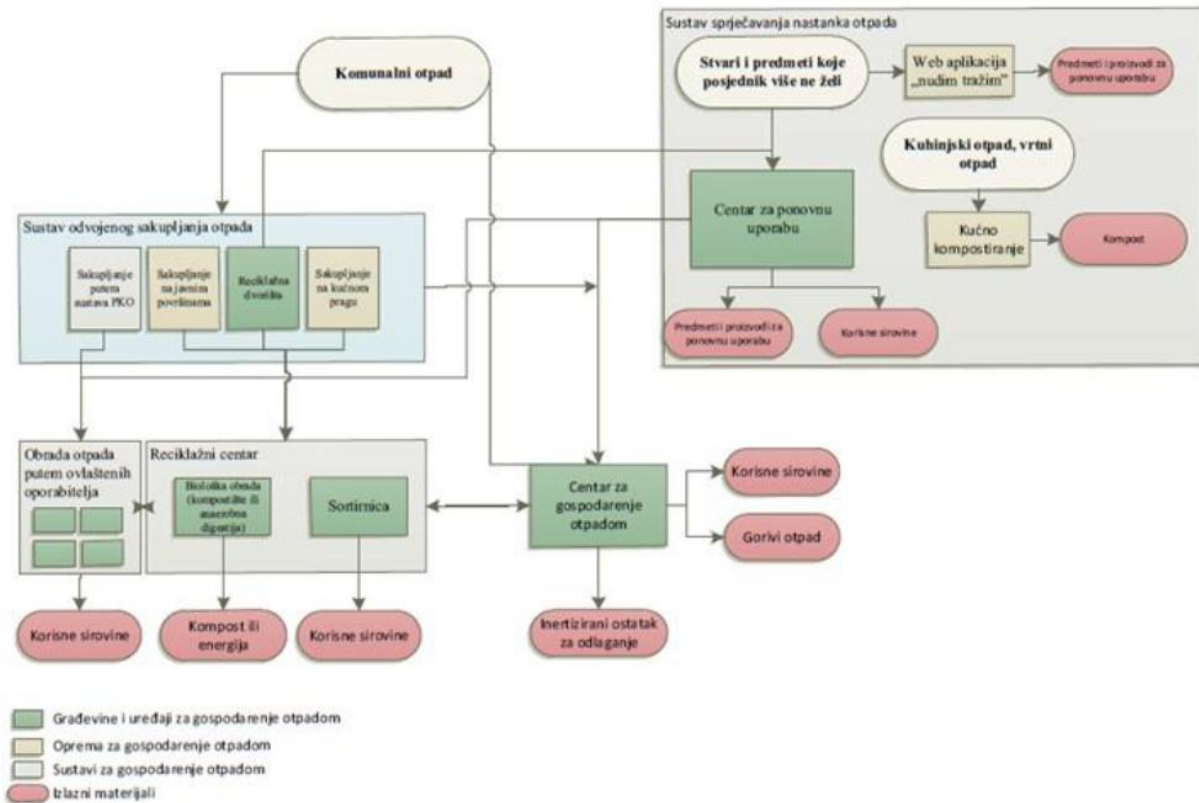 Sustav sprječavanja nastanka otpada
Komunalni otpad
Stvari i predmeti koje
posjednik više ne želi
Web aplikacija
„nudim tražim”
Predmeti i proizvodi za
ponovnu uporabu
Kuhinjski otpad, vrtni
otpad
Centar za ponovnu
uporabu
Kućno
kompostiranje
Kompost
Predmeti i proizvodi za
ponovnu uporabu
Korisne sirovine
Sustav odvojenog sakupljanja otpada
Sakupljanje
putem
sustava PKO
Sakupljanje
na javnim
površinama
Reciklažna
dvorišta
Sakupljanje
na kućnom
pragu
Obrada otpada
putem ovlaštenih
oporabitelja
Reciklažni centar
Biološka obrada
(kompostište ili
anaerobna
digestija)
Sortirnica
Centar za
gospodarenje
otpadom
Korisne sirovine
Gorivi otpad
Korisne sirovine
Kompost ili
energija
Korisne sirovine
Inertizirani ostatak
za odlaganje
Građevine i uređaji za gospodarenje otpadom
Oprema za gospodarenje otpadom
Sustavi za gospodarenje otpadom
Izlazni materijali